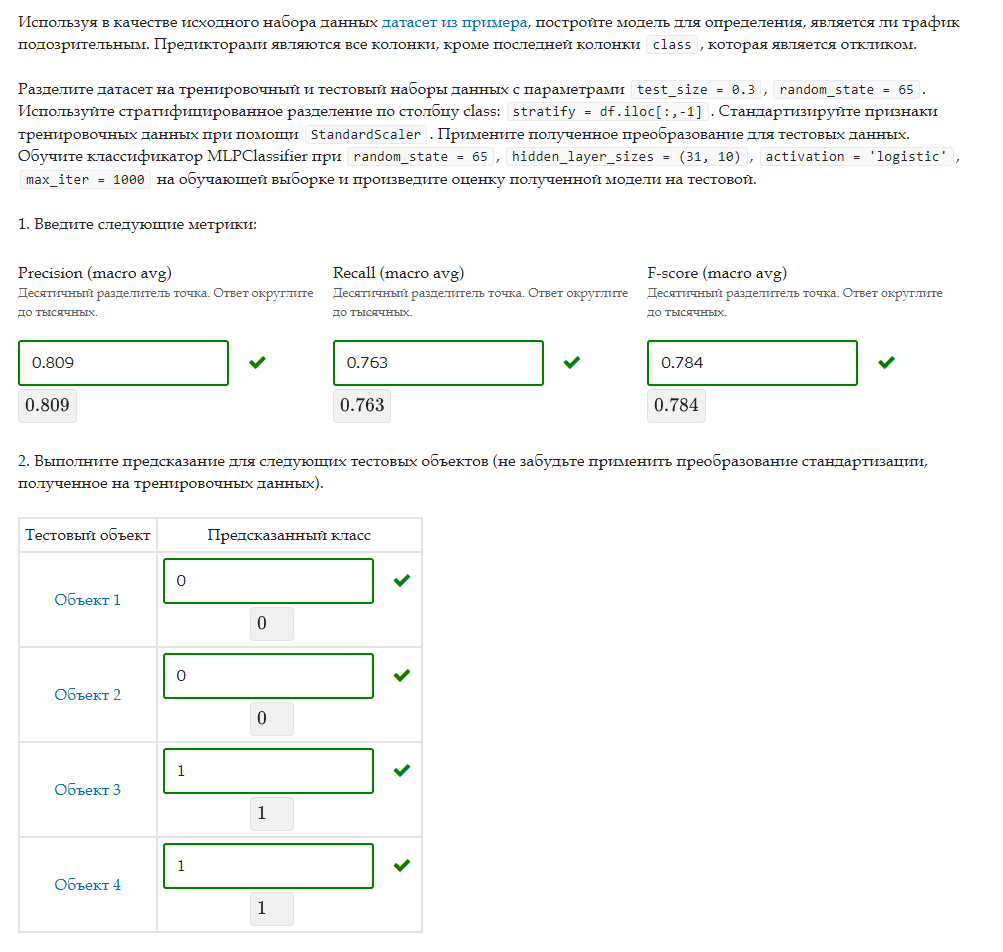 Используя в качестве исходного набора данных датасет из примера, постройте модель для определения, является ли трафик
подозрительным. Предикторами являются все колонки, кроме последней колонки class , которая является откликом.
Разделите датасет на тренировочный и тестовый наборы данных с параметрами test_size = 0.3 , random_state = 65 .
Используйте стратифицированное разделение по столбцу class: stratify = df.iloc[:,-1] . Стандартизируйте признаки
тренировочных данных при помощи StandardScaler . Примените полученное преобразование для тестовых данных.
Обучите классификатор MLPClassifier при random_state = 65 , hidden_layer_sizes = (31, 10) , activation = 'logistic' ,
max_iter = 1000 на обучающей выборке и произведите оценку полученной модели на тестовой.
1. Введите следующие метрики:
Precision (macro avg) Recall (macro avg) F-score (macro avg)
Десятичный разделитель точка. Ответ округлите Десятичный разделитель точка. Ответ округлите Десятичный разделитель точка. Ответ округлите
до тысячных. до тысячных. до тысячных.
0.809 0.763 0.784
0.809 0.763 0.784
2. Выполните предсказание для следующих тестовых объектов (не забудьте применить преобразование стандартизации,
полученное на тренировочных данных).
Тестовый объект Предсказанный класс
0
Объект 1
0
0
Объект 2
0
1
Объект 3
1
1
Объект 4
1